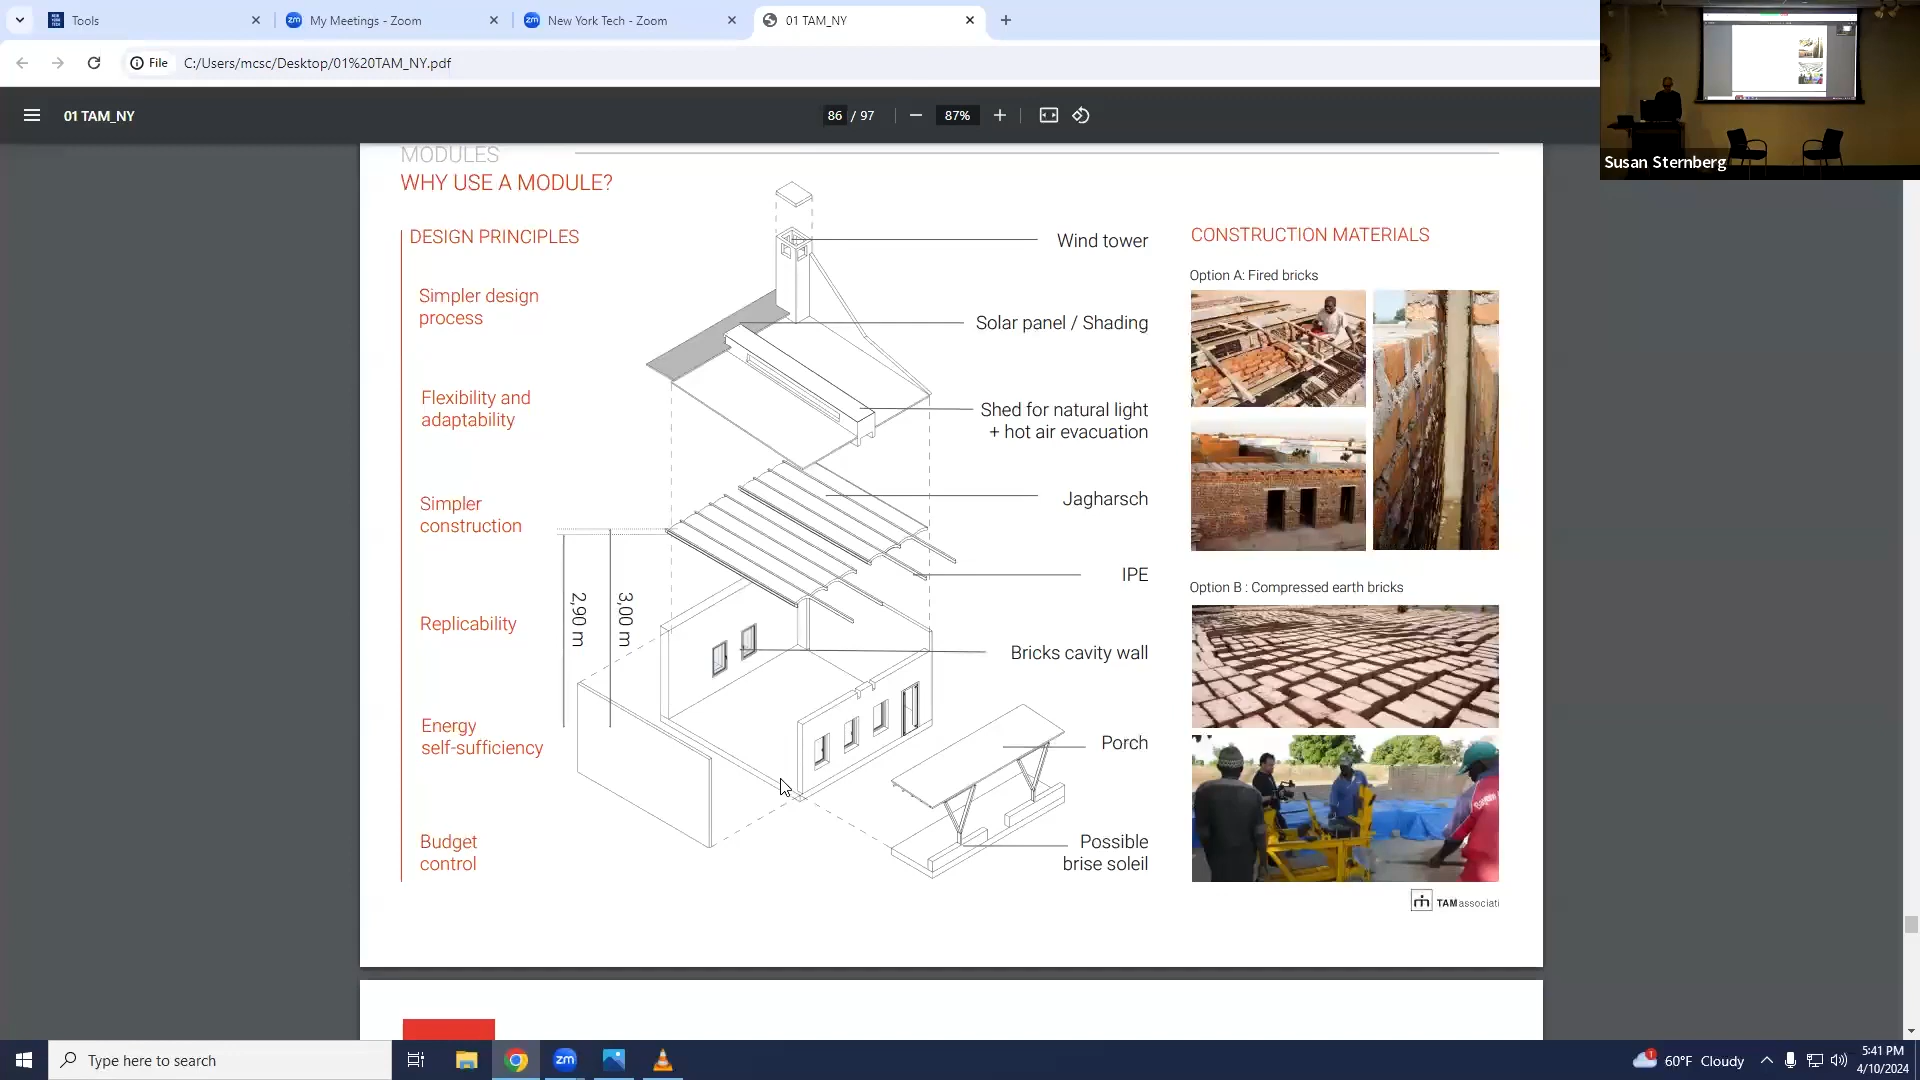 Tools
My Meetings - Zoom
New York Tech - Zoom
01 TAM_NY
File
C:/Users/mcsc/Desktop/01%20TAM_NY.pdf
01 TAM_NY
86 / 97
87%
Susan Sternberg
MODULES
WHY USE A MODULE?
DESIGN PRINCIPLES
Simpler design
process
Flexibility and
adaptability
Simpler
construction
Replicability
Energy
self-sufficiency
Budget
control
2,90 m
3,00 m
Wind tower
Solar panel / Shading
Shed for natural light
+ hot air evacuation
Jagharsch
IPE
Bricks cavity wall
Porch
Possible
brise soleil
CONSTRUCTION MATERIALS
Option A: Fired bricks
Option B : Compressed earth bricks
TAMassociati
Type here to search
zm
60°F Cloudy
5:41 PM
4/10/2024